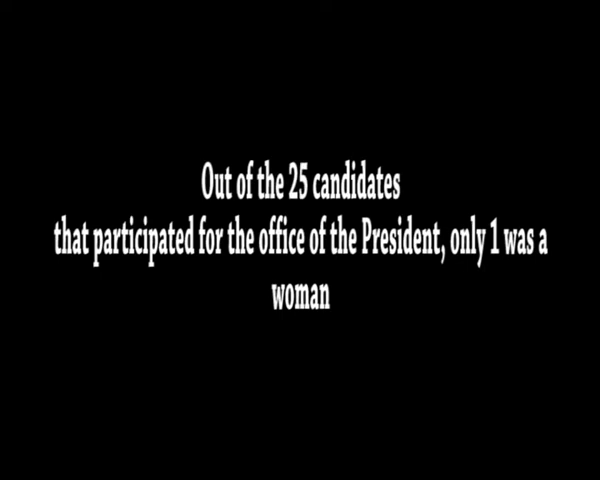 Out of the 25 candidates
that participated for the office of the President, only 1 was a
woman